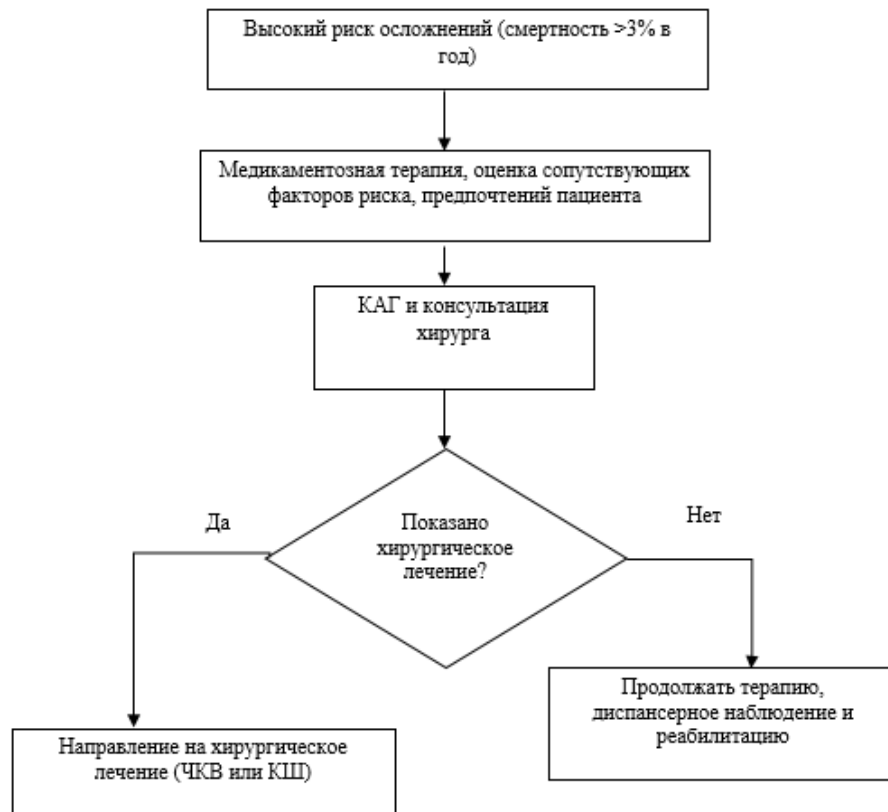 Высокий риск осложнений (смертность >3% в
год)
Медикаментозная терапия, оценка сопутствующих
факторов риска, предпочтений пациента
КАГ и консультация
хирурга
Да
Показано
хирургическое
лечение?
Нет
Направление на хирургическое
лечение (ЧКВ или КШ)
Продолжать терапию,
диспансерное наблюдение и
реабилитацию